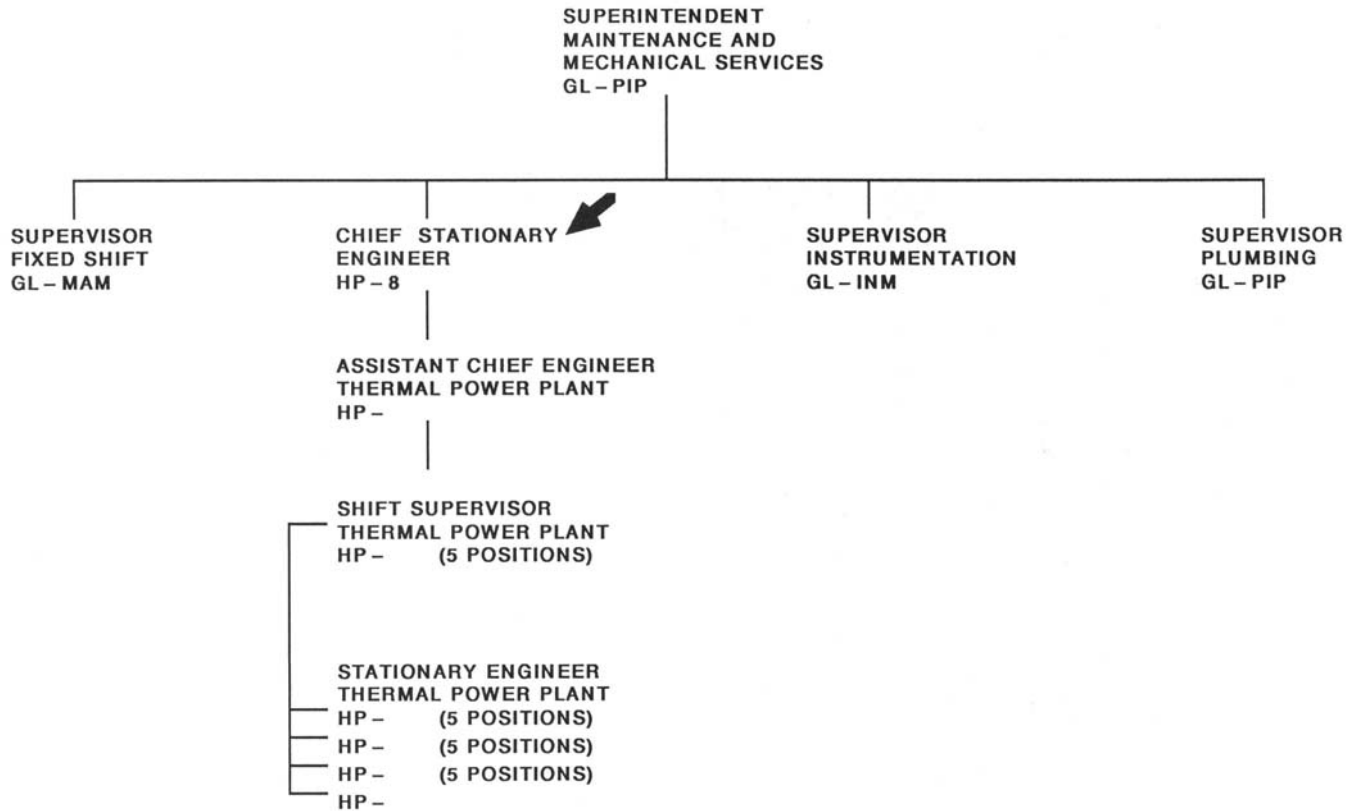 SUPERINTENDENT
MAINTENANCE AND
MECHANICAL SERVICES
GL-PIP
SUPERVISOR
FIXED SHIFT
GL-MAM
CHIEF STATIONARY
ENGINEER
HP-8
SUPERVISOR
INSTRUMENTATION
GL-INM
SUPERVISOR
PLUMBING
GL-PIP
ASSISTANT CHIEF ENGINEER
THERMAL POWER PLANT
HP-
SHIFT SUPERVISOR
THERMAL POWER PLANT
HP- (5 POSITIONS)
STATIONARY ENGINEER
THERMAL POWER PLANT
HP- (5 POSITIONS)
HP- (5 POSITIONS)
HP- (5 POSITIONS)
HP-